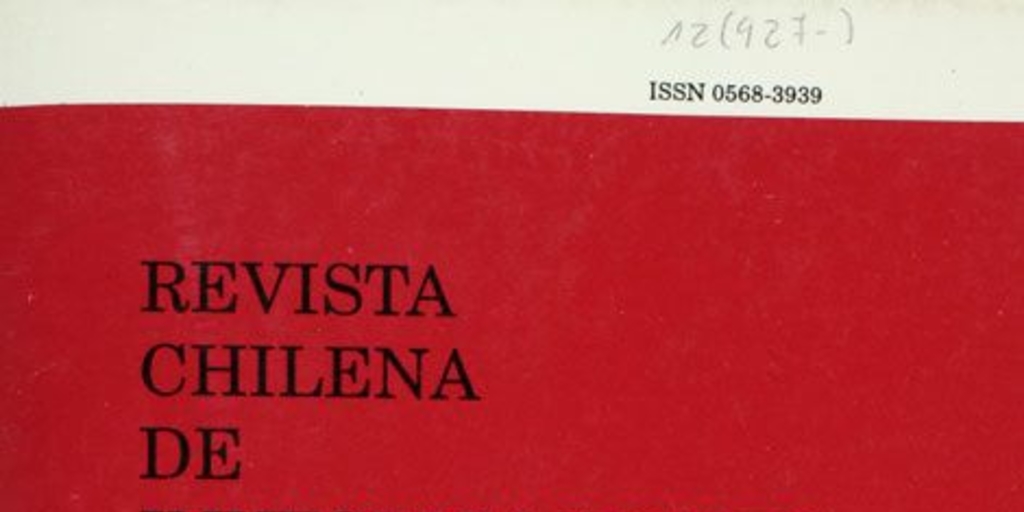 12(927-)
ISSN 0568-3939
REVISTA
CHILENA
DE